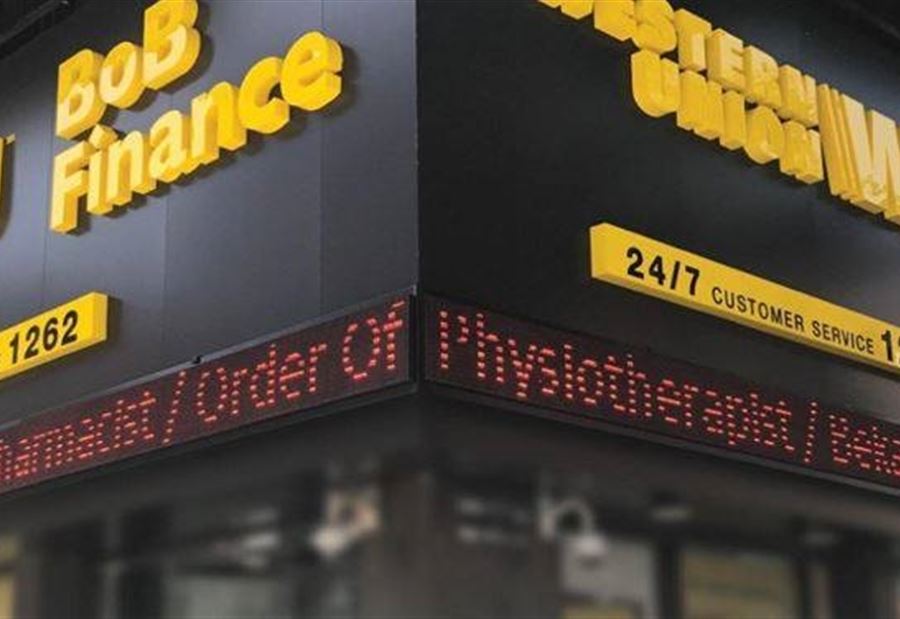 BoB
Finance
1262
WESTERN
UNION
W
24/7 CUSTOMER SERVICE
/ Order Of
Physiotherapist /